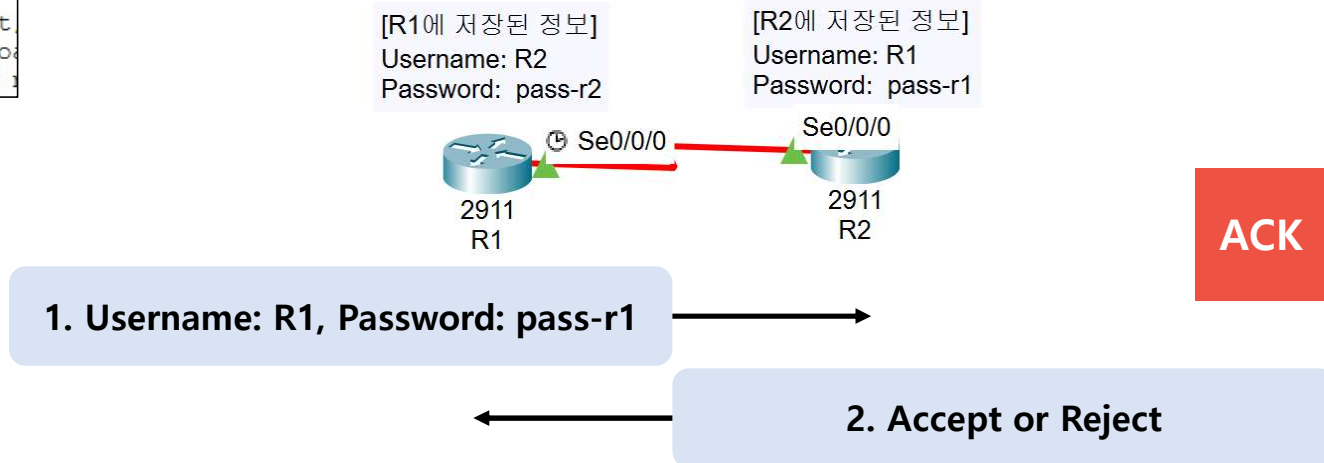 [R1에 저장된 정보]
Username: R2
Password: pass-r2
[R2에 저장된 정보]
Username: R1
Password: pass-r1
Se0/0/0
Se0/0/0
2911
R1
2911
R2
ACK
1. Username: R1, Password: pass-r1
2. Accept or Reject